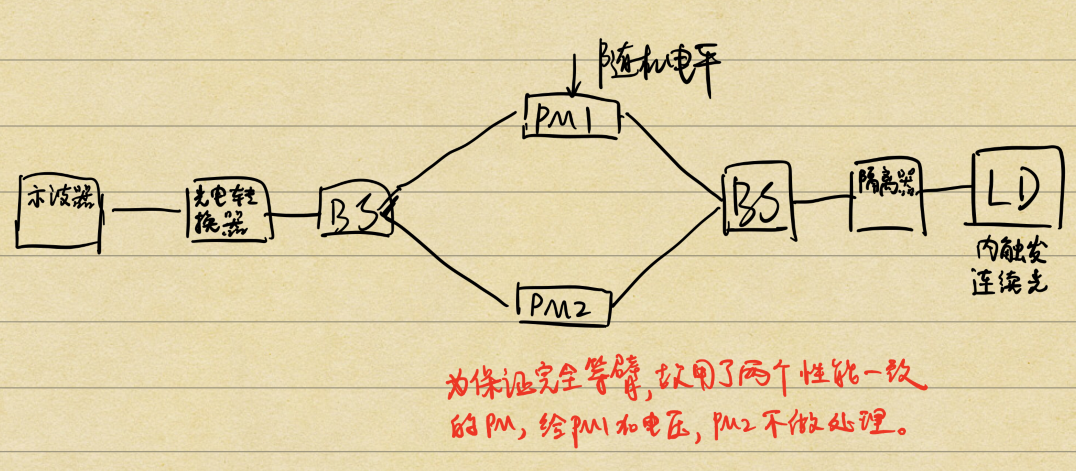 随机电平
PM1
示波器
光电转
换器
BS
BS
隔离器
LD
内触发
连续光
PM2
为保证完全等臂，故用了两个性能一致
的PM，给PM1加电压，PM2不做处理。